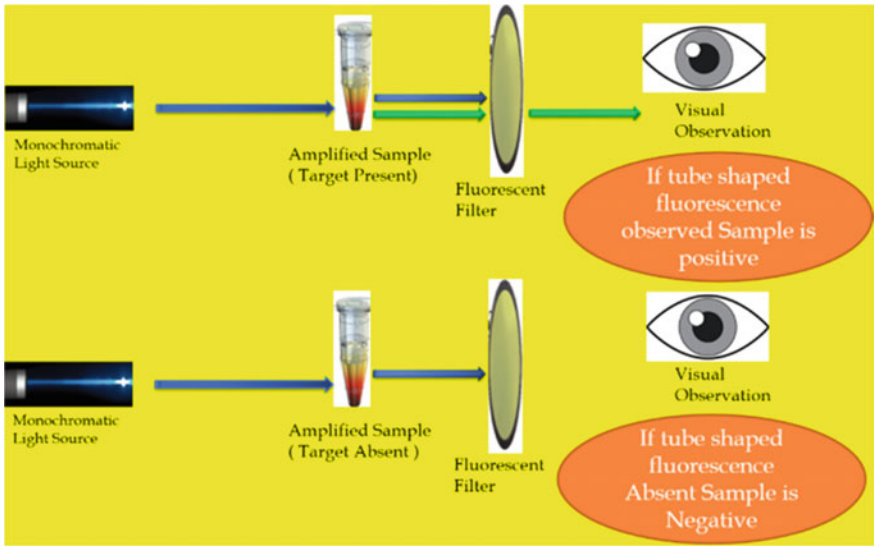 Monochromatic
Light Source
Amplified Sample
( Target Present)
Fluorescent
Filter
Visual
Observation
If tube shaped
fluorescence
observed Sample is
positive
Monochromatic
Light Source
Amplified Sample
( Target Absent )
Fluorescent
Filter
Visual
Observation
If tube shaped
fluorescence
Absent Sample is
Negative